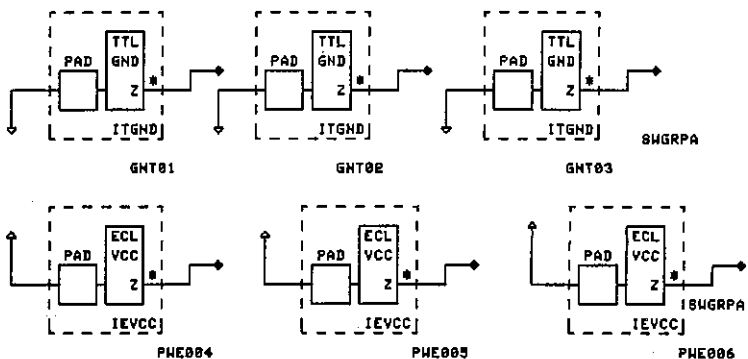 TTL TTL TTL
PAD GND PAD GND PAD GND
* * *
Z Z Z
ITGND ITGND ITGND
SWGRPA
GNT01 GNT02 GNT03
ECL ECL ECL
PAD VCC PAD VCC PAD VCC
* * *
Z Z Z
SWGRPA
IEVCC IEVCC IEVCC
PWE004 PWE005 PWE006